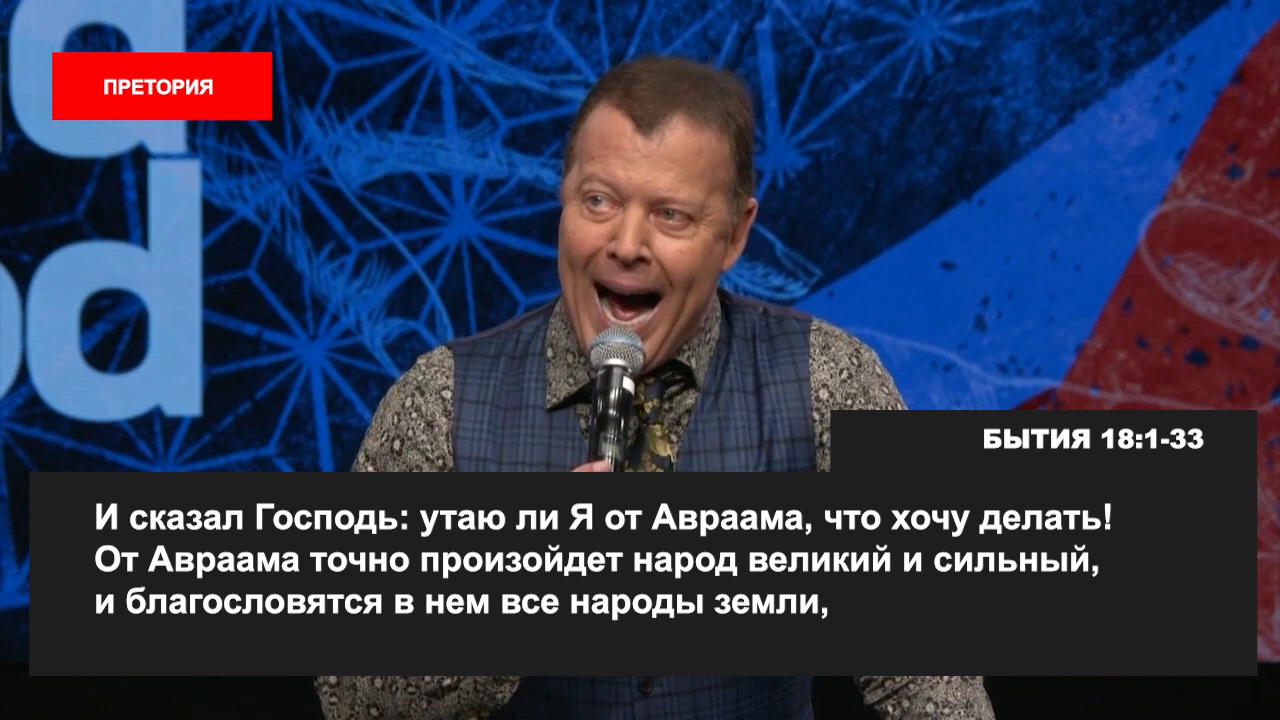 ПРЕТОРИЯ
БЫТИЯ 18:1-33
И сказал Господь: утаю ли Я от Авраама, что хочу делать!
От Авраама точно произойдет народ великий и сильный,
и благословятся в нем все народы земли,